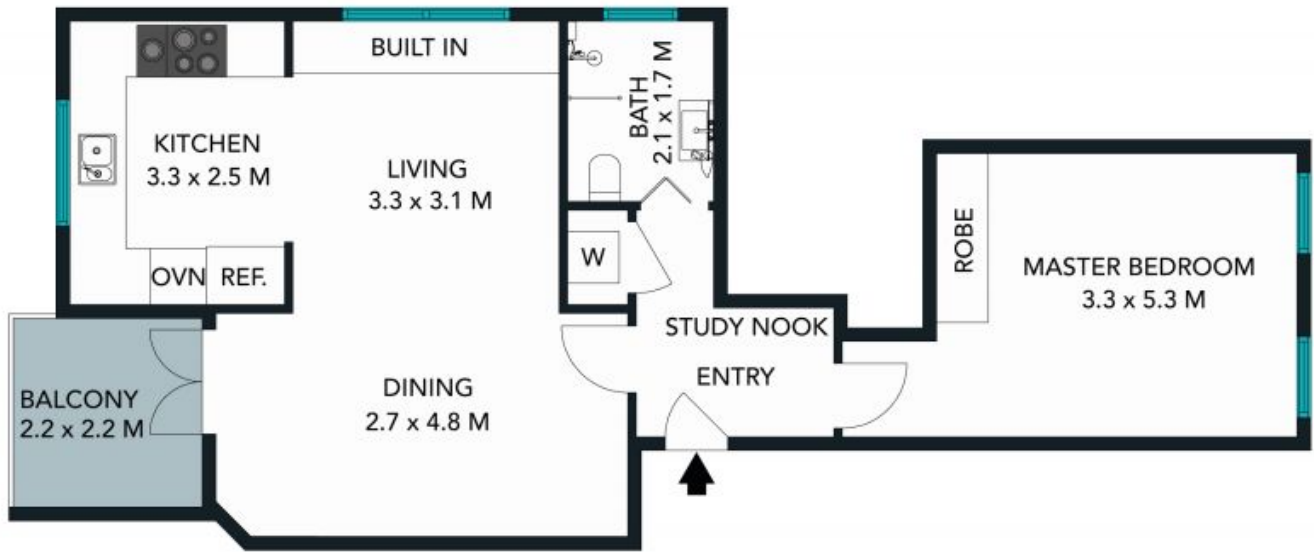 BUILT IN
BATH
2.1 x 1.7 M
KITCHEN
3.3 x 2.5 M
LIVING
3.3 x 3.1 M
ROBE
W
OVN
REF.
MASTER BEDROOM
3.3 x 5.3 M
STUDY NOOK
ENTRY
BALCONY
2.2 x 2.2 M
DINING
2.7 x 4.8 M